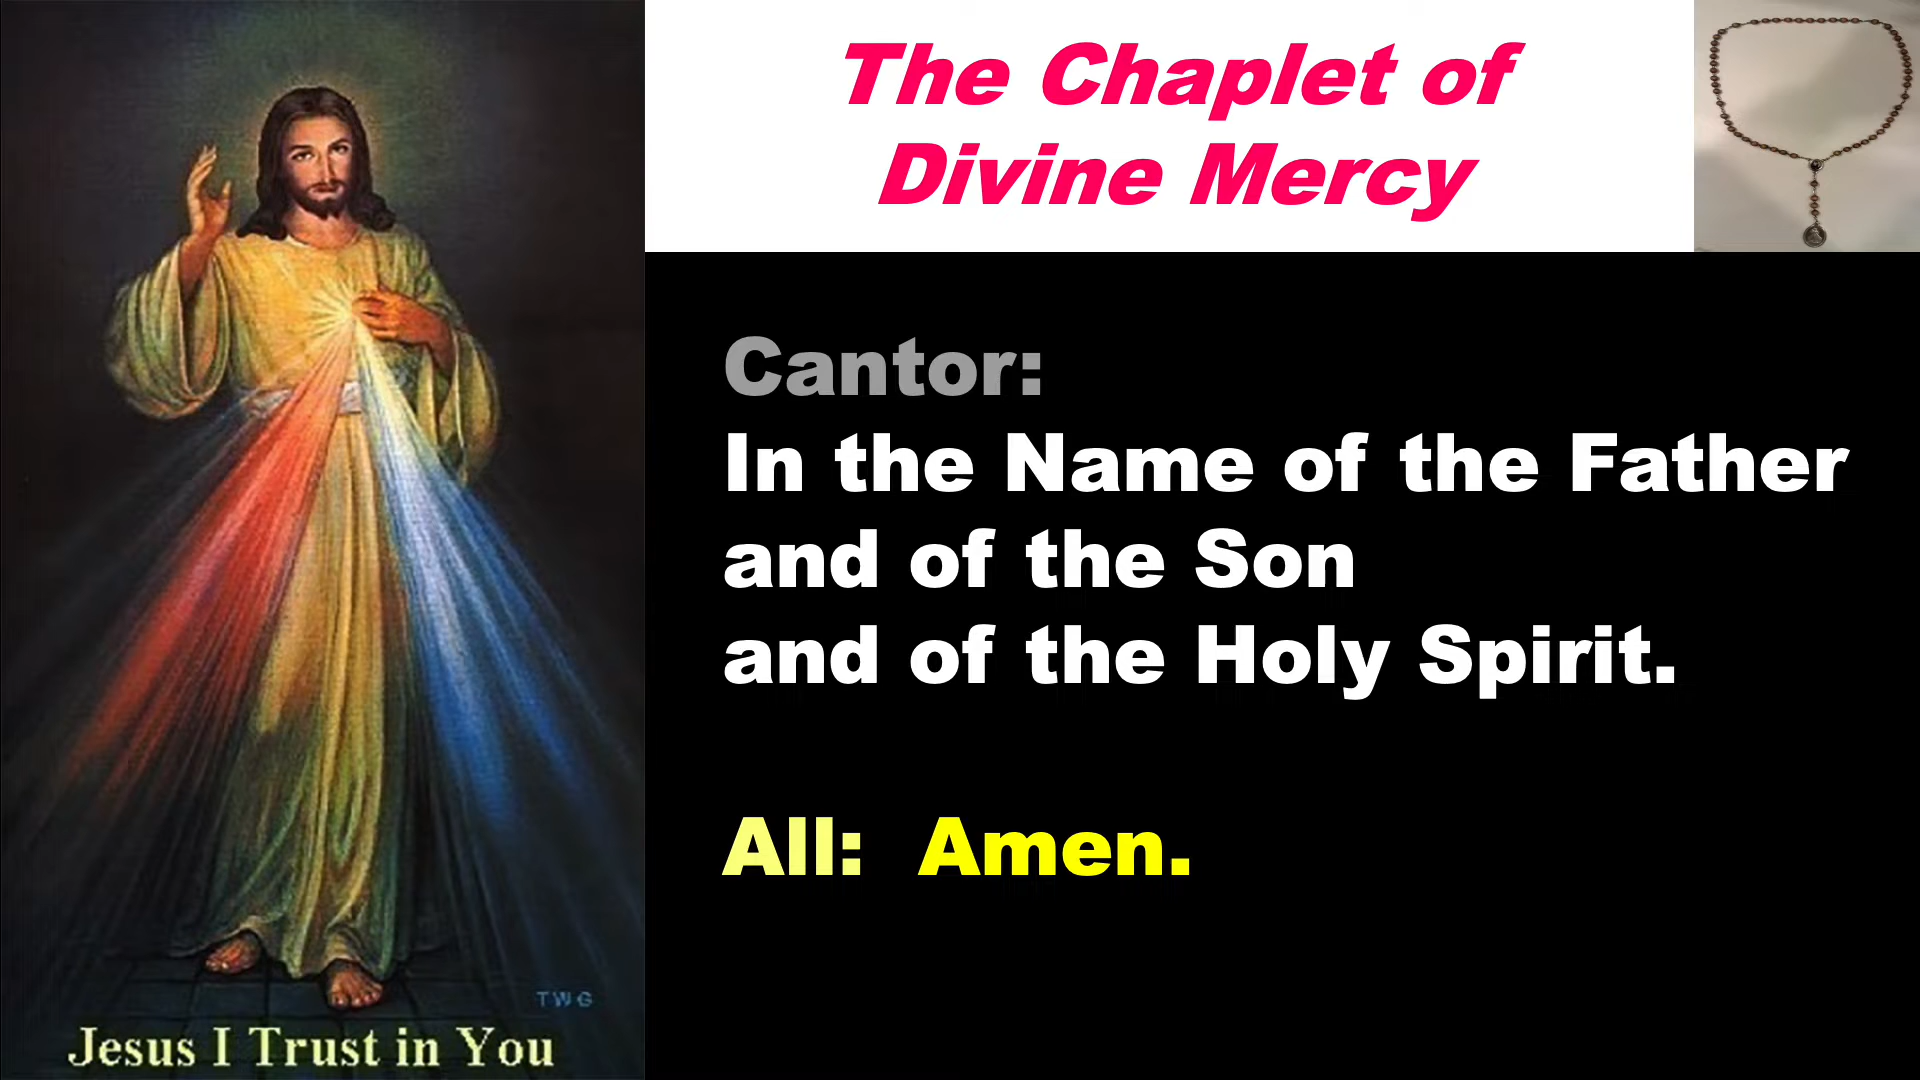 The Chaplet of
Divine Mercy
Cantor:
In the Name of the Father
and of the Son
and of the Holy Spirit.
All: Amen.
TWG
Jesus I Trust in You